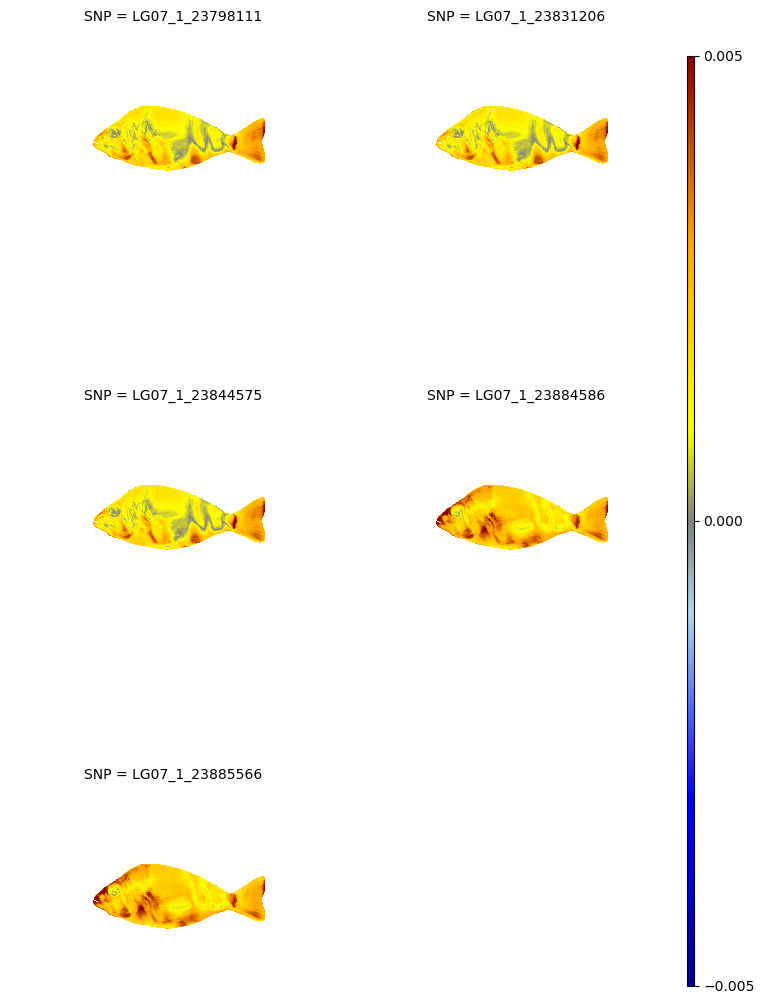 SNP = LG07_1_23798111
SNP = LG07_1_23831206
0.005
SNP = LG07_1_23844575
SNP = LG07_1_23884586
0.000
SNP = LG07_1_23885566
−0.005